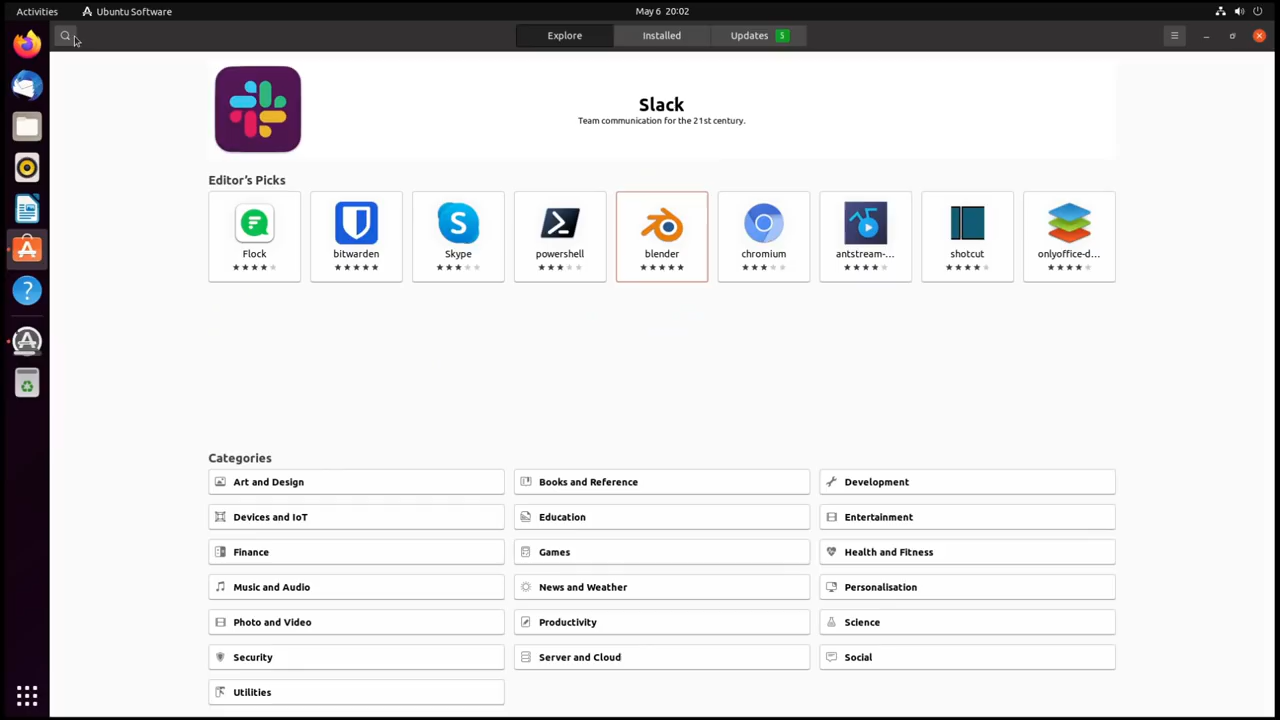 Activities
Ubuntu Software
May 6 20:02
Explore
Installed
Updates 5
Slack
Team communication for the 21st century.
Editor's Picks
Flock
bitwarden
Skype
powershell
blender
chromium
antstream-...
shotcut
onlyoffice-d...
Categories
Art and Design
Books and Reference
Development
Devices and IoT
Education
Entertainment
Finance
Games
Health and Fitness
Music and Audio
News and Weather
Personalisation
Photo and Video
Productivity
Science
Security
Server and Cloud
Social
Utilities